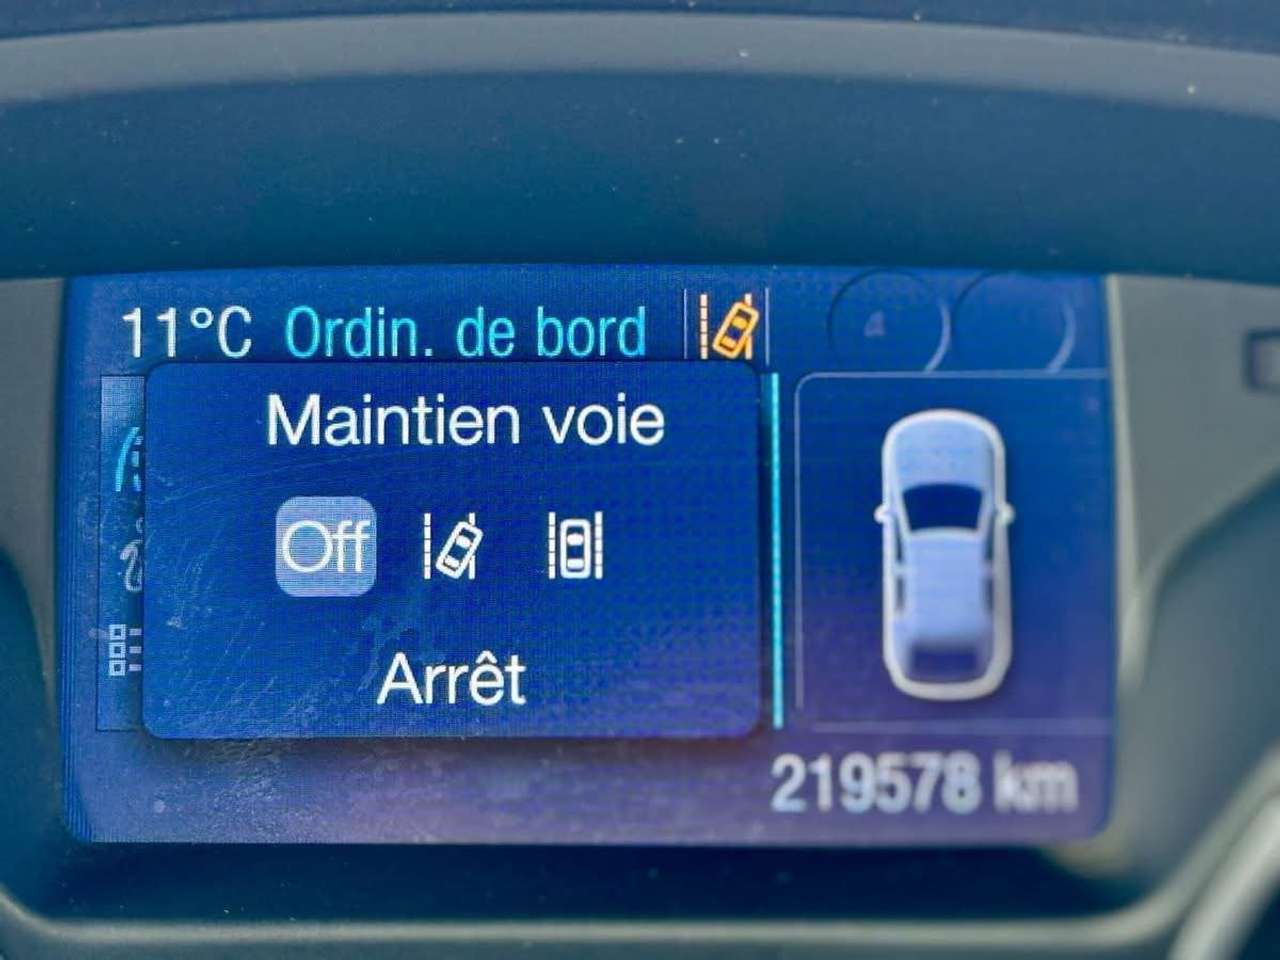 11°C Ordin. de bord
Maintien voie
Off
Arrêt
219578 km